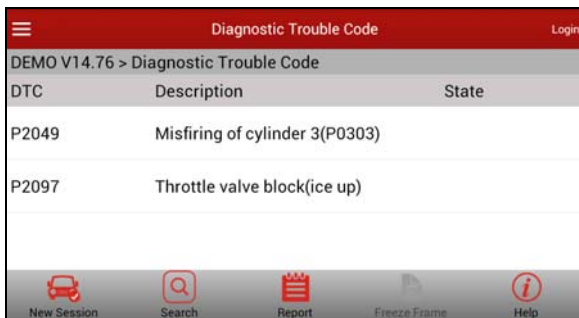 Diagnostic Trouble Code Login
DEMO V14.76 > Diagnostic Trouble Code
DTC Description State
P2049 Misfiring of cylinder 3(P0303)
P2097 Throttle valve block(ice up)
New Session Search Report Freeze Frame Help